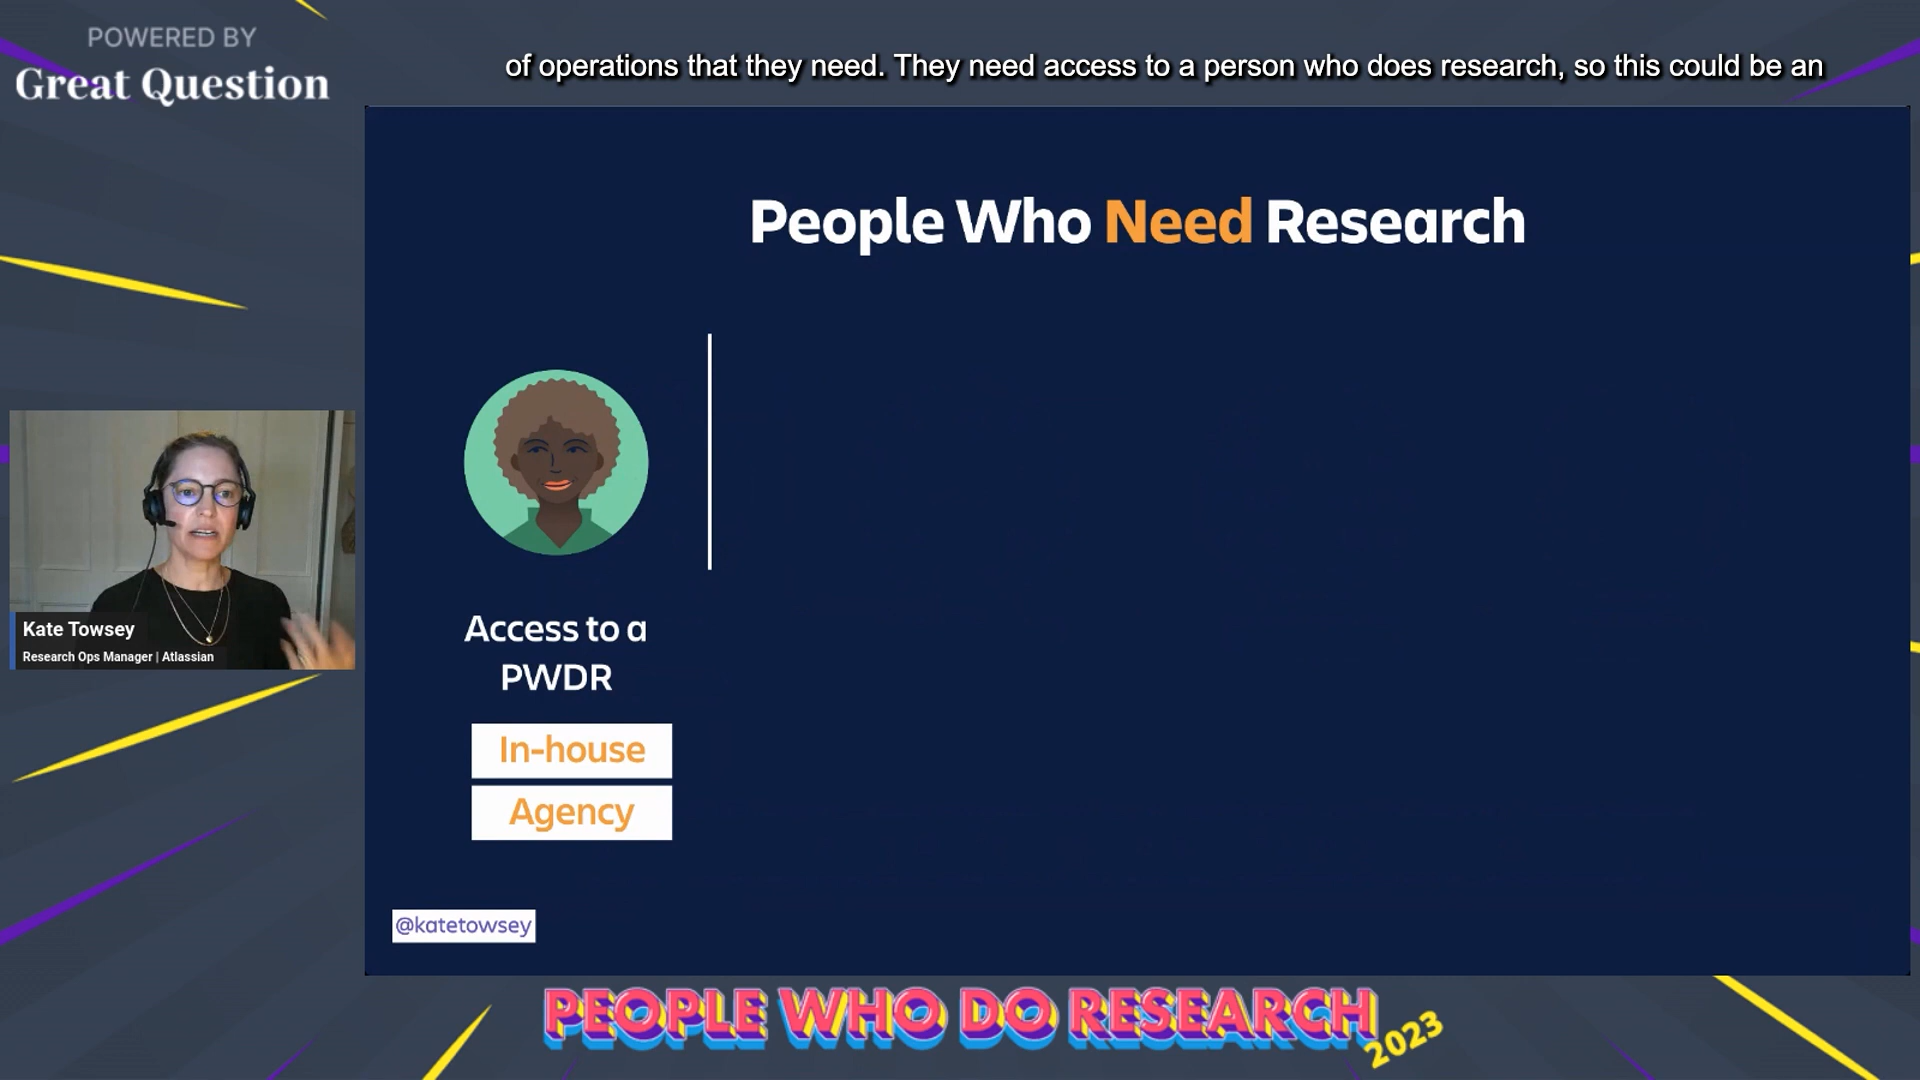 POWERED BY
Great Question
of operations that they need. They need access to a person who does research, so this could be an
People Who Need Research
Access to a
PWDR
In-house
Agency
@katetowsey
Kate Towsey
Research Ops Manager | Atlassian
PEOPLE WHO DO RESEARCH
2023